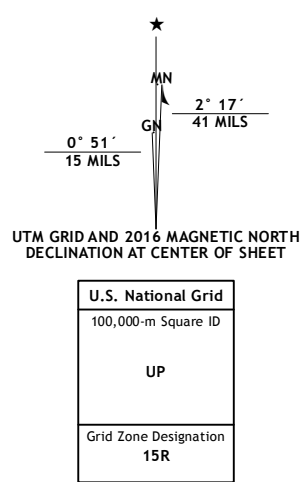 MN
2° 17´
41 MILS
GN
0° 51´
15 MILS
UTM GRID AND 2016 MAGNETIC NORTH
DECLINATION AT CENTER OF SHEET
U.S. National Grid
100,000-m Square ID
UP
Grid Zone Designation
15R